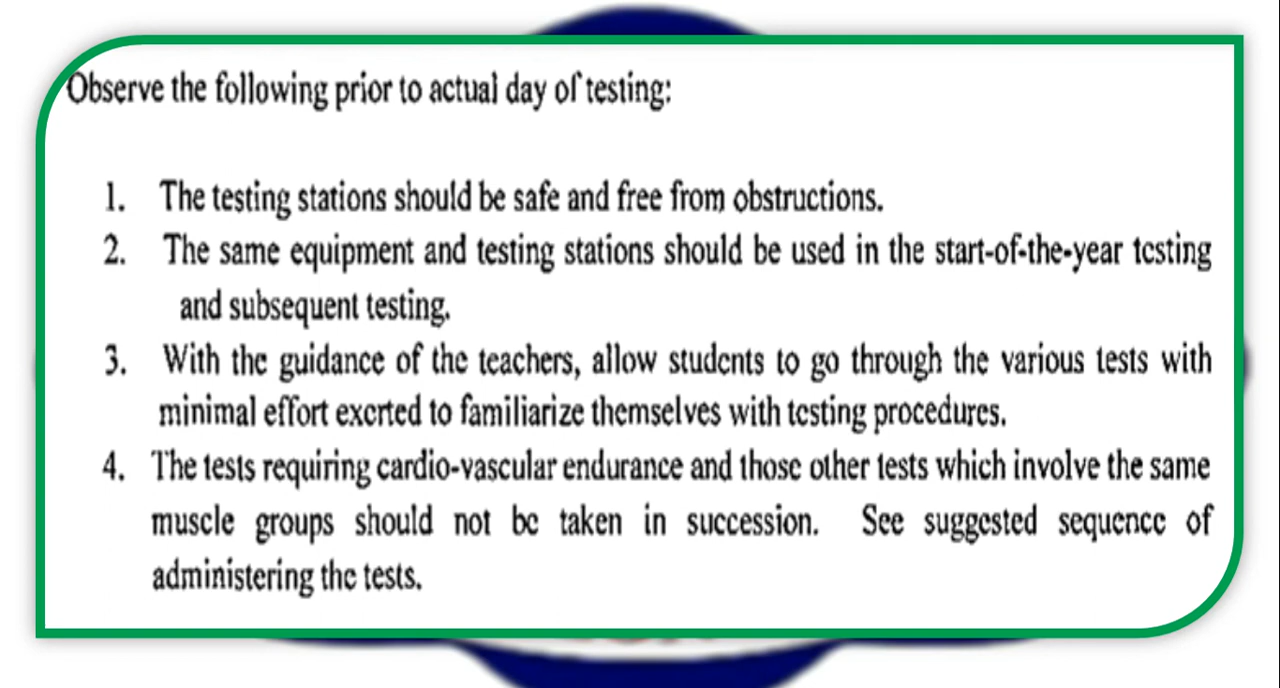 Observe the following prior to actual day of testing:
1. The testing stations should be safe and free from obstructions.
2. The same equipment and testing stations should be used in the start-of-the-year testing
and subsequent testing.
3. With the guidance of the teachers, allow students to go through the various tests with
minimal effort exerted to familiarize themselves with testing procedures.
4. The tests requiring cardio-vascular endurance and those other tests which involve the same
muscle groups should not be taken in succession. See suggested sequence of
administering the tests.